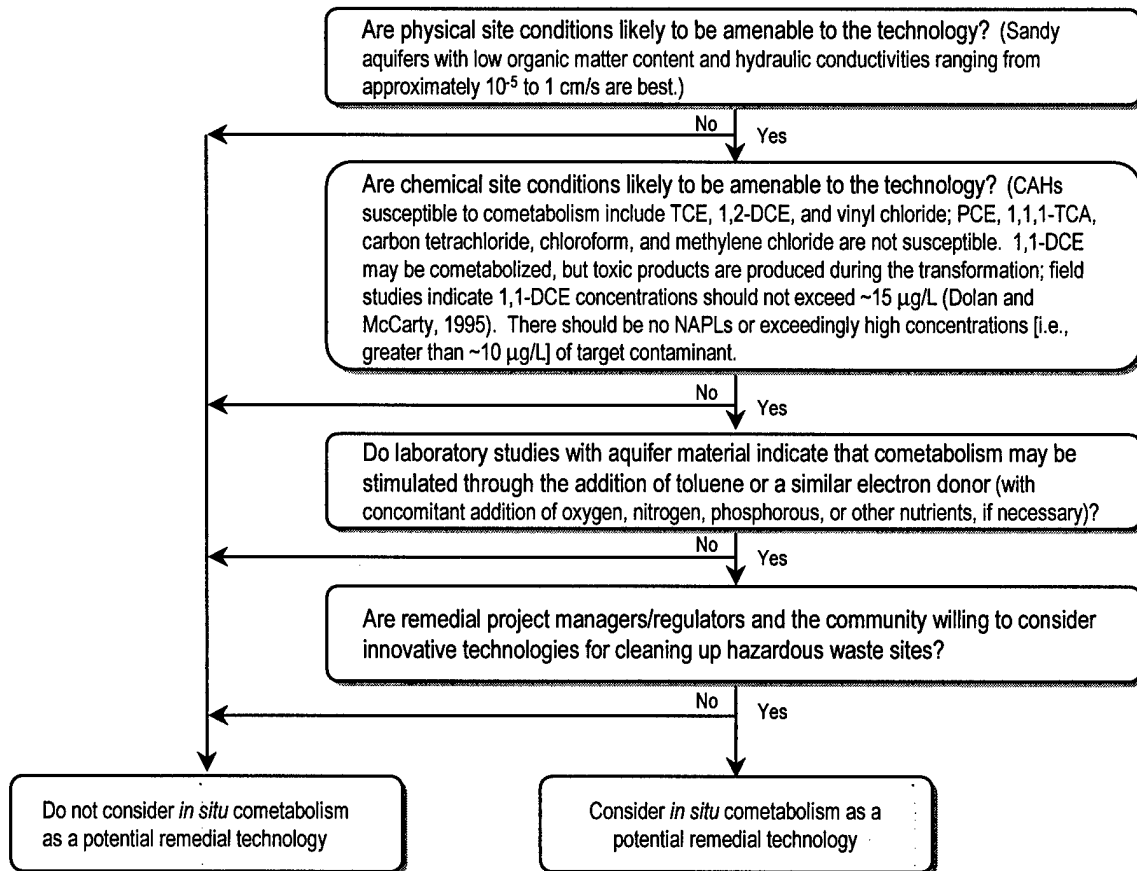 Are physical site conditions likely to be amenable to the technology? (Sandy
aquifers with low organic matter content and hydraulic conductivities ranging from
approximately 10⁻⁵ to 1 cm/s are best.)
No
Yes
Are chemical site conditions likely to be amenable to the technology? (CAHs
susceptible to cometabolism include TCE, 1,2-DCE, and vinyl chloride; PCE, 1,1,1-TCA,
carbon tetrachloride, chloroform, and methylene chloride are not susceptible. 1,1-DCE
may be cometabolized, but toxic products are produced during the transformation; field
studies indicate 1,1-DCE concentrations should not exceed ~15 µg/L (Dolan and
McCarty, 1995). There should be no NAPLs or exceedingly high concentrations [i.e.,
greater than ~10 µg/L] of target contaminant.
No
Yes
Do laboratory studies with aquifer material indicate that cometabolism may be
stimulated through the addition of toluene or a similar electron donor (with
concomitant addition of oxygen, nitrogen, phosphorous, or other nutrients, if necessary)?
No
Yes
Are remedial project managers/regulators and the community willing to consider
innovative technologies for cleaning up hazardous waste sites?
No
Yes
Do not consider in situ cometabolism
as a potential remedial technology
Consider in situ cometabolism as a
potential remedial technology